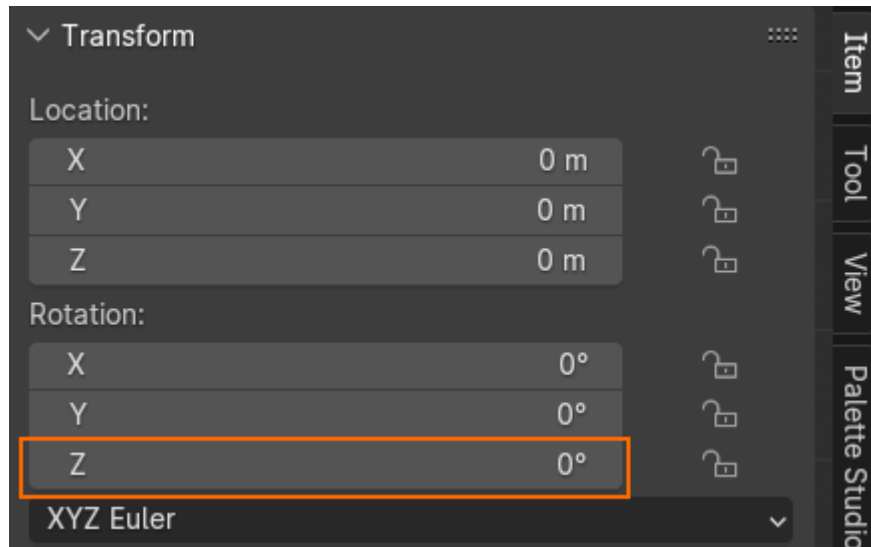 Transform
Location:
X 0 m
Y 0 m
Z 0 m
Rotation:
X 0°
Y 0°
Z 0°
XYZ Euler
Item
Tool
View
Palette Studio